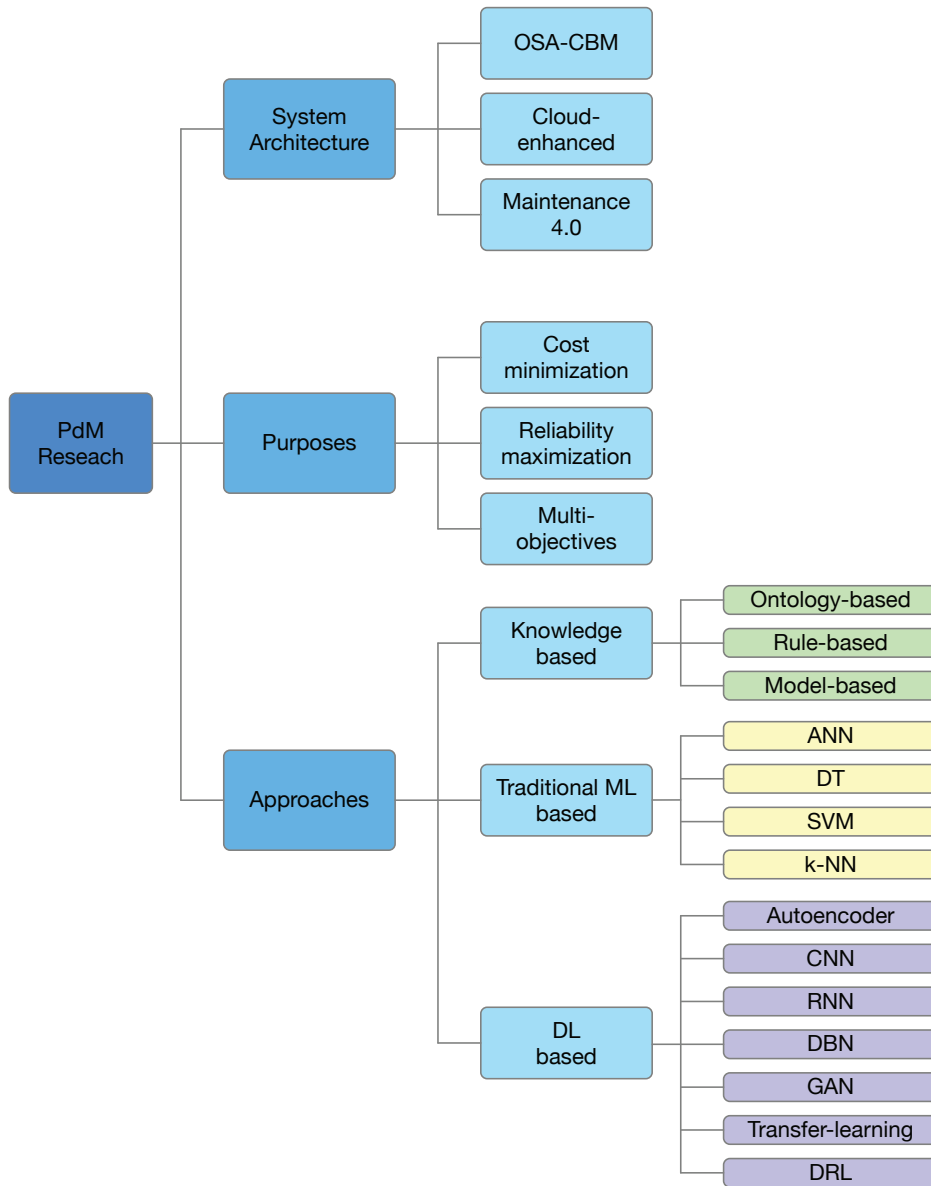 PdM
Reseach
System
Architecture
OSA-CBM
Cloud-
enhanced
Maintenance
4.0
Purposes
Cost
minimization
Reliability
maximization
Multi-
objectives
Approaches
Knowledge
based
Ontology-based
Rule-based
Model-based
Traditional ML
based
ANN
DT
SVM
k-NN
DL
based
Autoencoder
CNN
RNN
DBN
GAN
Transfer-learning
DRL